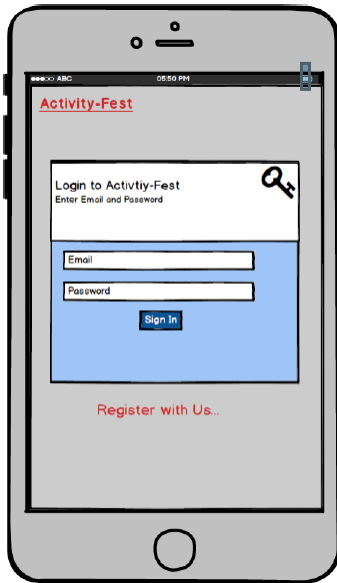 ABC 05:50 PM
Activity-Fest
Login to Activtiy-Fest
Enter Email and Password
Email
Password
Sign In
Register with Us...